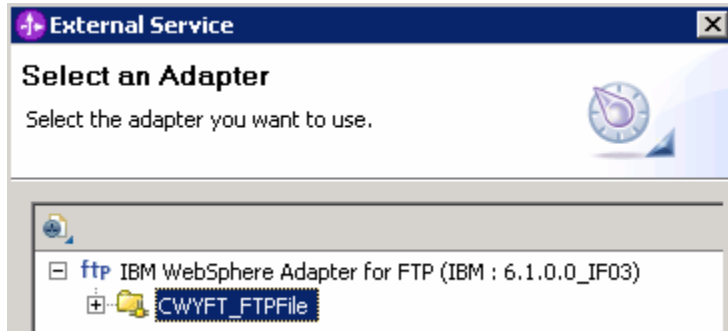 External Service
Select an Adapter
Select the adapter you want to use.
ftp IBM WebSphere Adapter for FTP (IBM : 6.1.0.0_IF03)
CWYFT_FTPFile